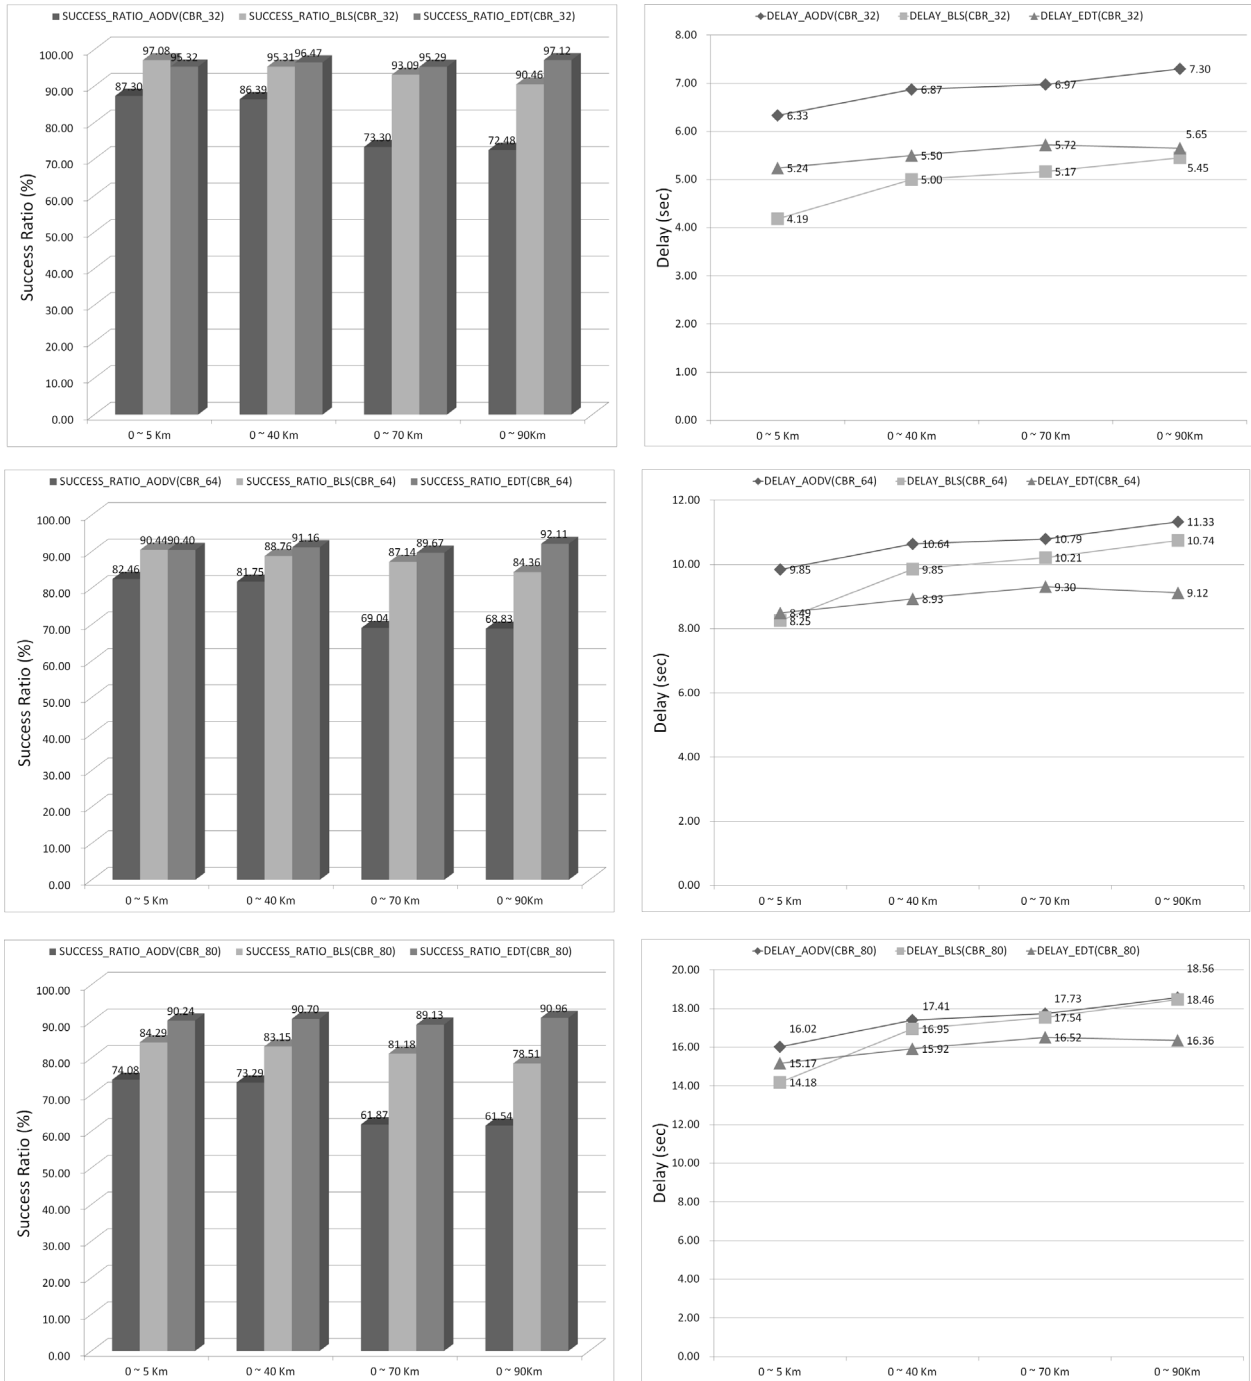 SUCCESS_RATIO_AODV(CBR_32) SUCCESS_RATIO_BLS(CBR_32) SUCCESS_RATIO_EDT(CBR_32)
Success Ratio (%)
100.00
90.00
80.00
70.00
60.00
50.00
40.00
30.00
20.00
10.00
0.00
87.30 97.08 95.32
86.39 95.31 96.47
73.30 93.09 95.29
72.48 90.46 97.12
0 ~ 5 Km 0 ~ 40 Km 0 ~ 70 Km 0 ~ 90Km
DELAY_AODV(CBR_32) DELAY_BLS(CBR_32) DELAY_EDT(CBR_32)
Delay (sec)
8.00
7.00
6.00
5.00
4.00
3.00
2.00
1.00
0.00
6.33 6.87 6.97 7.30
5.24 5.50 5.72 5.65
4.19 5.00 5.17 5.45
0 ~ 5 Km 0 ~ 40 Km 0 ~ 70 Km 0 ~ 90Km
SUCCESS_RATIO_AODV(CBR_64) SUCCESS_RATIO_BLS(CBR_64) SUCCESS_RATIO_EDT(CBR_64)
Success Ratio (%)
100.00
90.00
80.00
70.00
60.00
50.00
40.00
30.00
20.00
10.00
0.00
82.46 90.44 90.40
81.75 88.76 91.16
69.04 87.14 89.67
68.83 84.36 92.11
0 ~ 5 Km 0 ~ 40 Km 0 ~ 70 Km 0 ~ 90Km
DELAY_AODV(CBR_64) DELAY_BLS(CBR_64) DELAY_EDT(CBR_64)
Delay (sec)
12.00
10.00
8.00
6.00
4.00
2.00
0.00
9.85 10.64 10.79 11.33
8.25 9.85 10.21 10.74
8.49 8.93 9.30 9.12
0 ~ 5 Km 0 ~ 40 Km 0 ~ 70 Km 0 ~ 90Km
SUCCESS_RATIO_AODV(CBR_80) SUCCESS_RATIO_BLS(CBR_80) SUCCESS_RATIO_EDT(CBR_80)
Success Ratio (%)
100.00
90.00
80.00
70.00
60.00
50.00
40.00
30.00
20.00
10.00
0.00
74.08 84.29 90.24
73.29 83.15 90.70
61.87 81.18 89.13
61.54 78.51 90.96
0 ~ 5 Km 0 ~ 40 Km 0 ~ 70 Km 0 ~ 90Km
DELAY_AODV(CBR_80) DELAY_BLS(CBR_80) DELAY_EDT(CBR_80)
Delay (sec)
20.00
18.00
16.00
14.00
12.00
10.00
8.00
6.00
4.00
2.00
0.00
16.02 17.41 17.73 18.56
14.18 16.95 17.54 18.46
15.17 15.92 16.52 16.36
0 ~ 5 Km 0 ~ 40 Km 0 ~ 70 Km 0 ~ 90Km